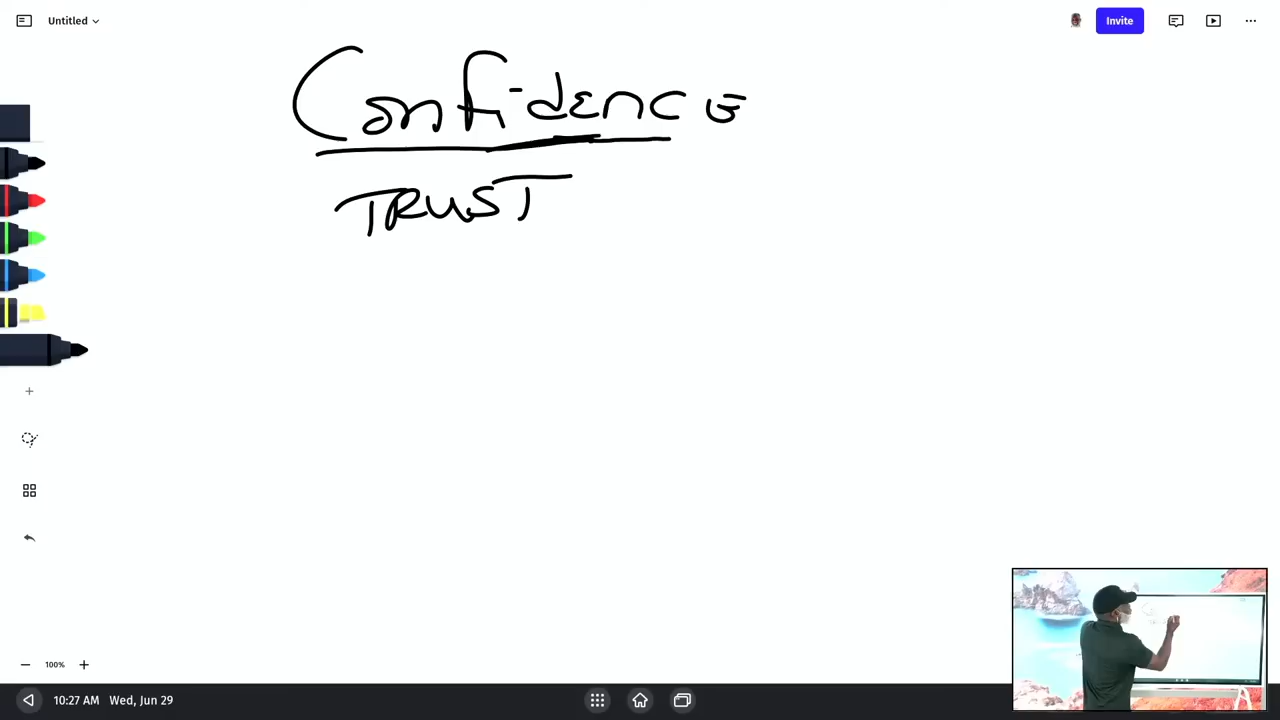 Untitled
Invite
Confidence
TRUST
100%
10:27 AM Wed, Jun 29